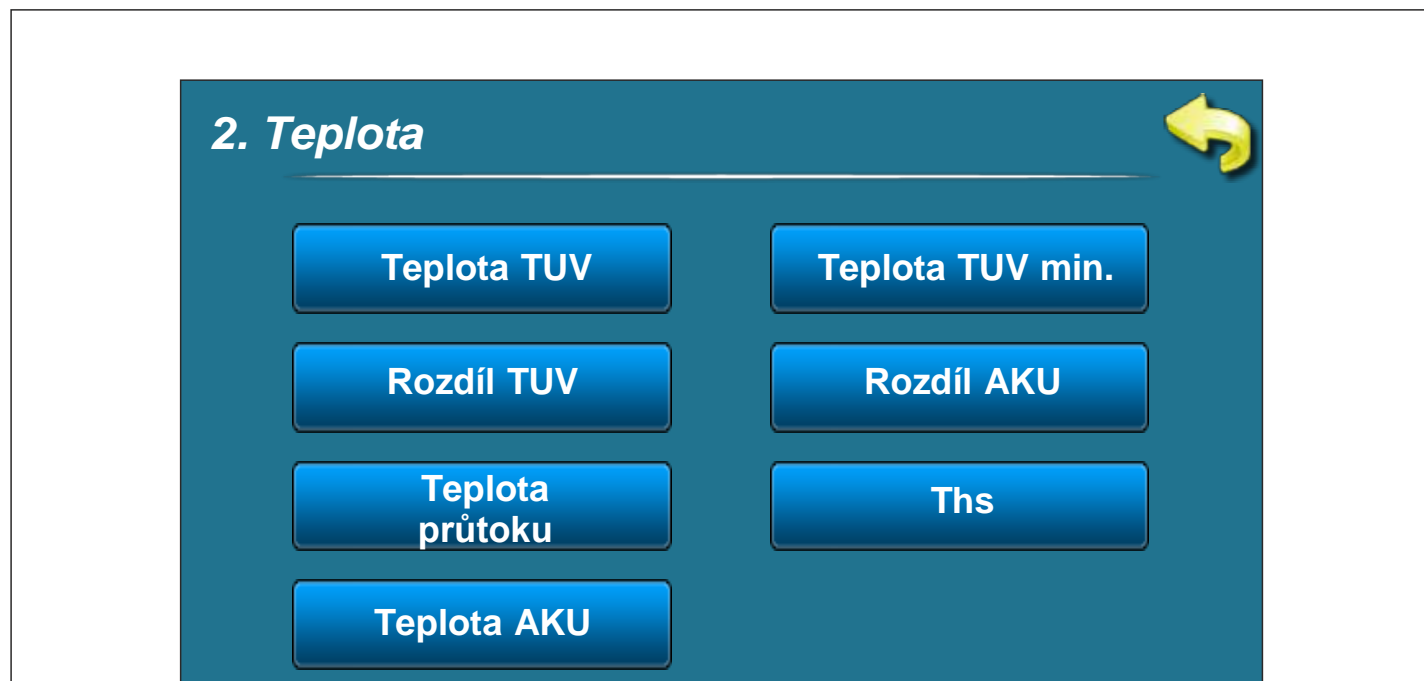 2. Teplota
Teplota TUV
Teplota TUV min.
Rozdíl TUV
Rozdíl AKU
Teplota
průtoku
Ths
Teplota AKU